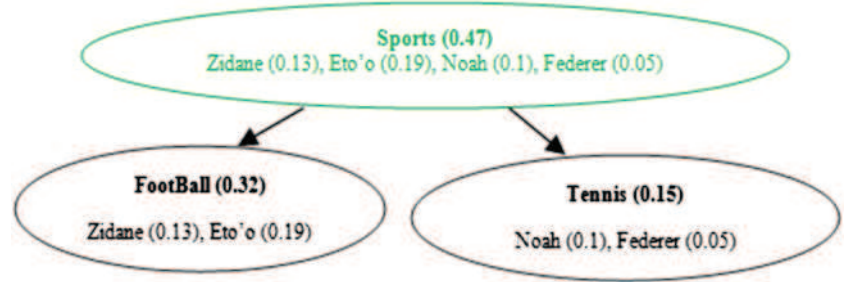 Sports (0.47)
Zidane (0.13), Eto’o (0.19), Noah (0.1), Federer (0.05)
FootBall (0.32)
Zidane (0.13), Eto’o (0.19)
Tennis (0.15)
Noah (0.1), Federer (0.05)